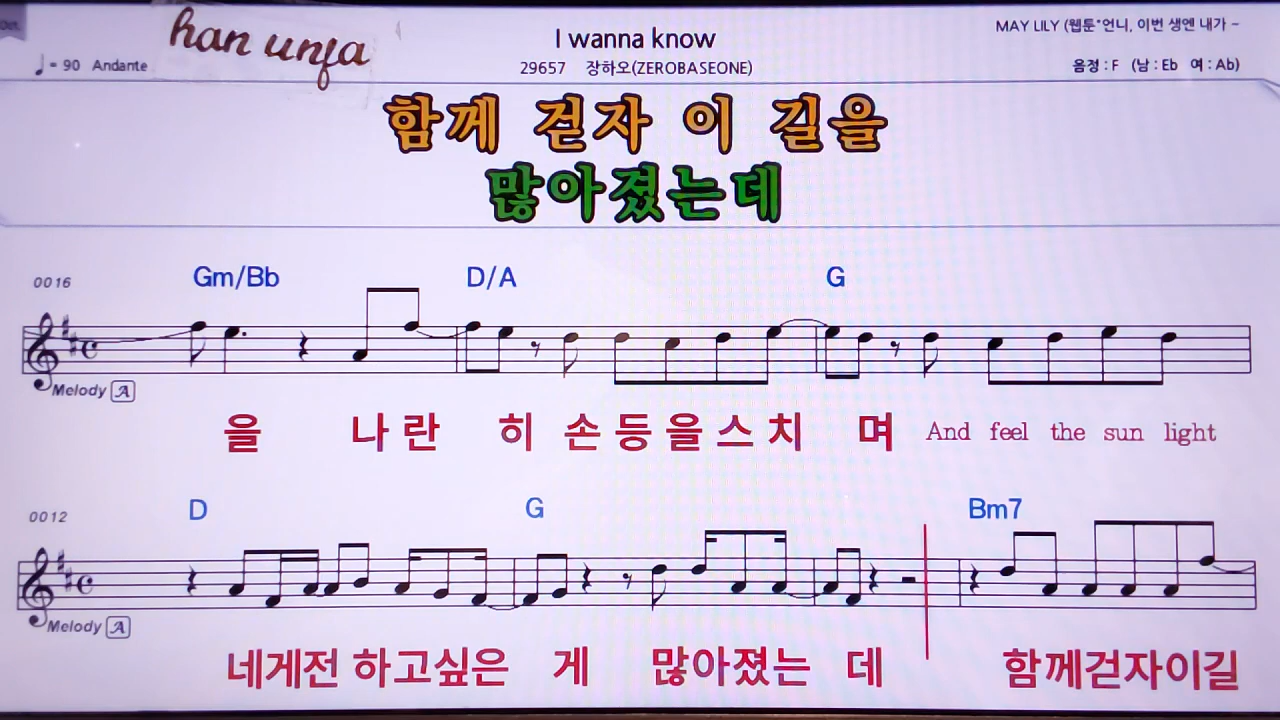 han unfa
I wanna know
MAY LILY (웹툰"언니, 이번 생엔 내가 ~
♩= 90 Andante
29657 장하오(ZEROBASEONE)
음정 : F (남 : Eb 여 : Ab)
함께 걷자 이 길을
많아졌는데
0016
Gm/Bb D/A G
Melody A
을 나 란 히 손 등 을 스 치 며 And feel the sun light
0012
D G Bm7
Melody A
네게전 하고싶은 게 많아졌는 데 함께걷자이길